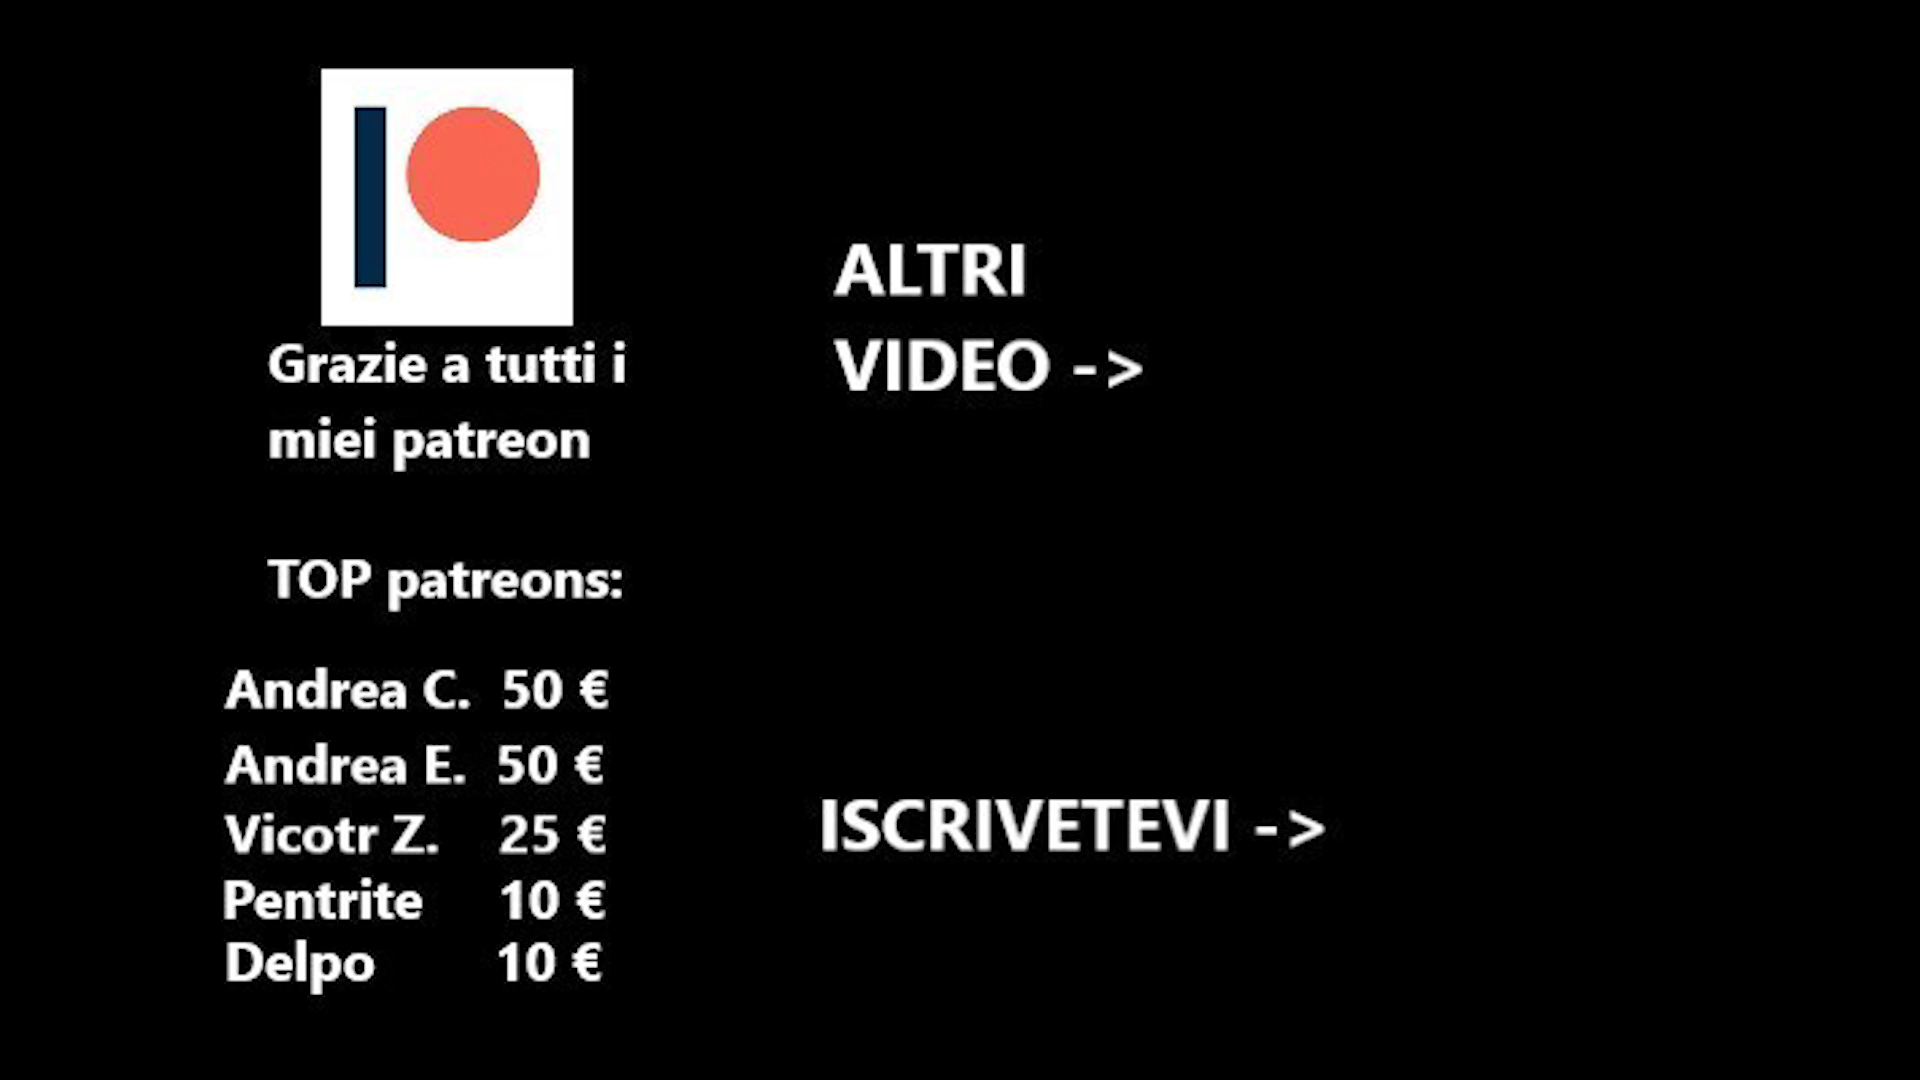 Grazie a tutti i
miei patreon
TOP patreons:
Andrea C. 50 €
Andrea E. 50 €
Vicotr Z. 25 €
Pentrite 10 €
Delpo 10 €
ALTRI
VIDEO ->
ISCRIVETEVI ->